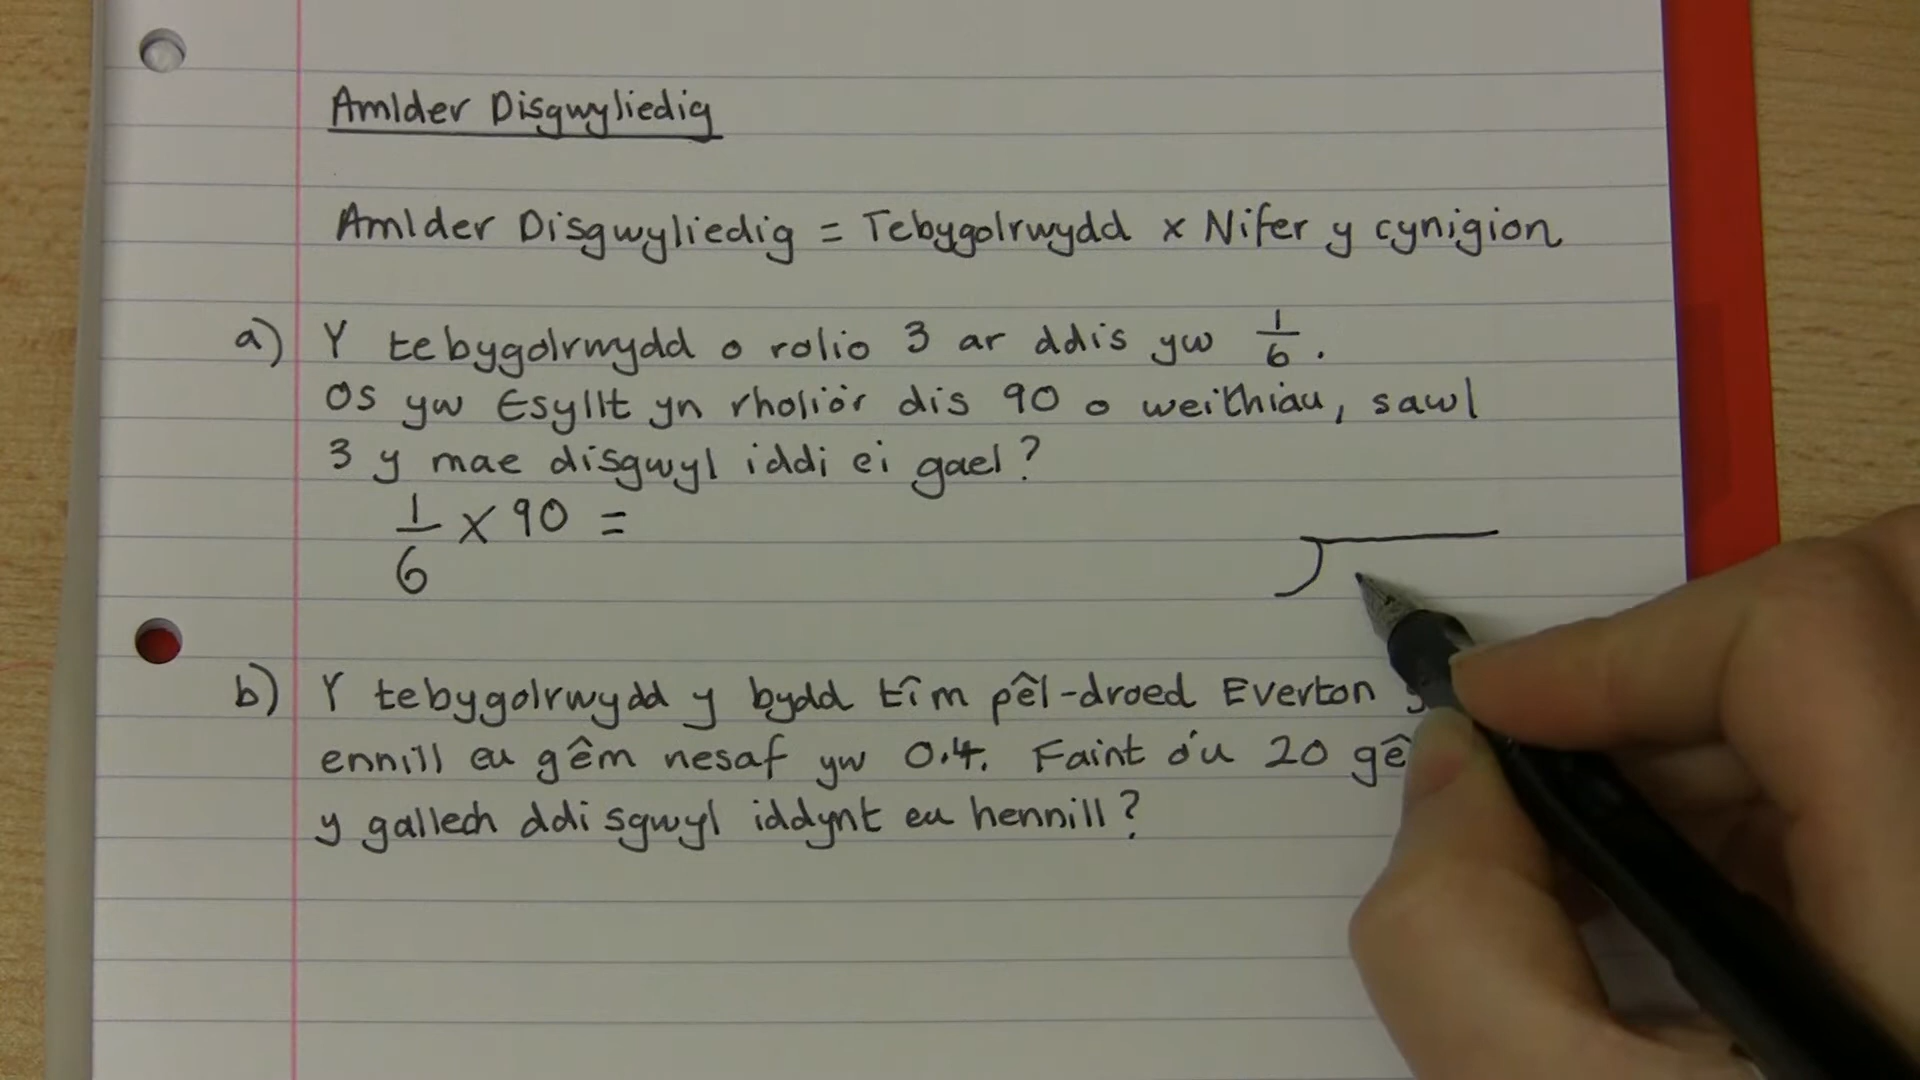 Amlder Disgwyliedig
Amlder Disgwyliedig = Tebygolrwydd x Nifer y cynigion
a) Y tebygolrwydd o rolio 3 ar ddis yw 1/6.
Os yw Esyllt yn rholio'r dis 90 o weithiau, sawl
3 y mae disgwyl iddi ei gael?
1/6 x 90 =
b) Y tebygolrwydd y bydd tîm pêl-droed Everton
ennill eu gêm nesaf yw 0.4. Faint o'u 20
y gallech ddisgwyl iddynt eu hennill?